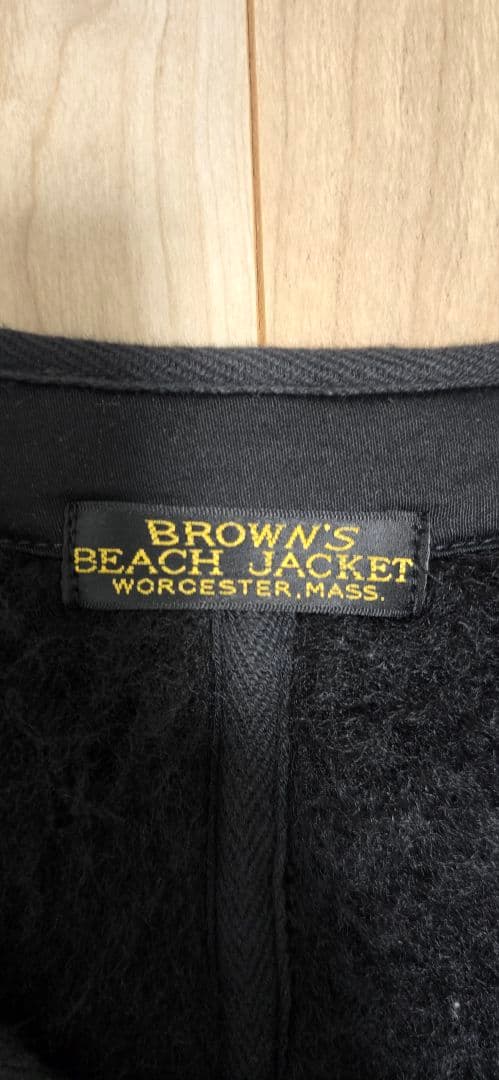 BROWN'S
BEACH JACKET
WORCESTER, MASS.